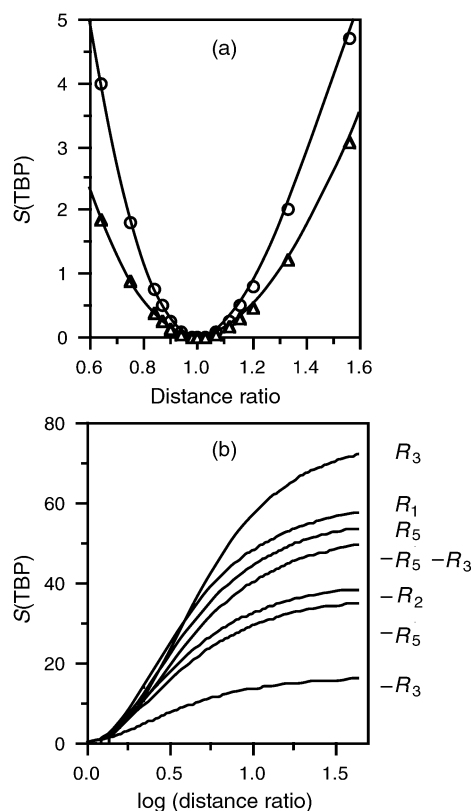 5
(a)
4
3
S(TBP)
2
1
0
0.6 0.8 1.0 1.2 1.4 1.6
Distance ratio
80
(b)
R3
60
R1
R5
S(TBP)
−R5 −R3
40
−R2
−R5
20
−R3
0
0.0 0.5 1.0 1.5
log (distance ratio)